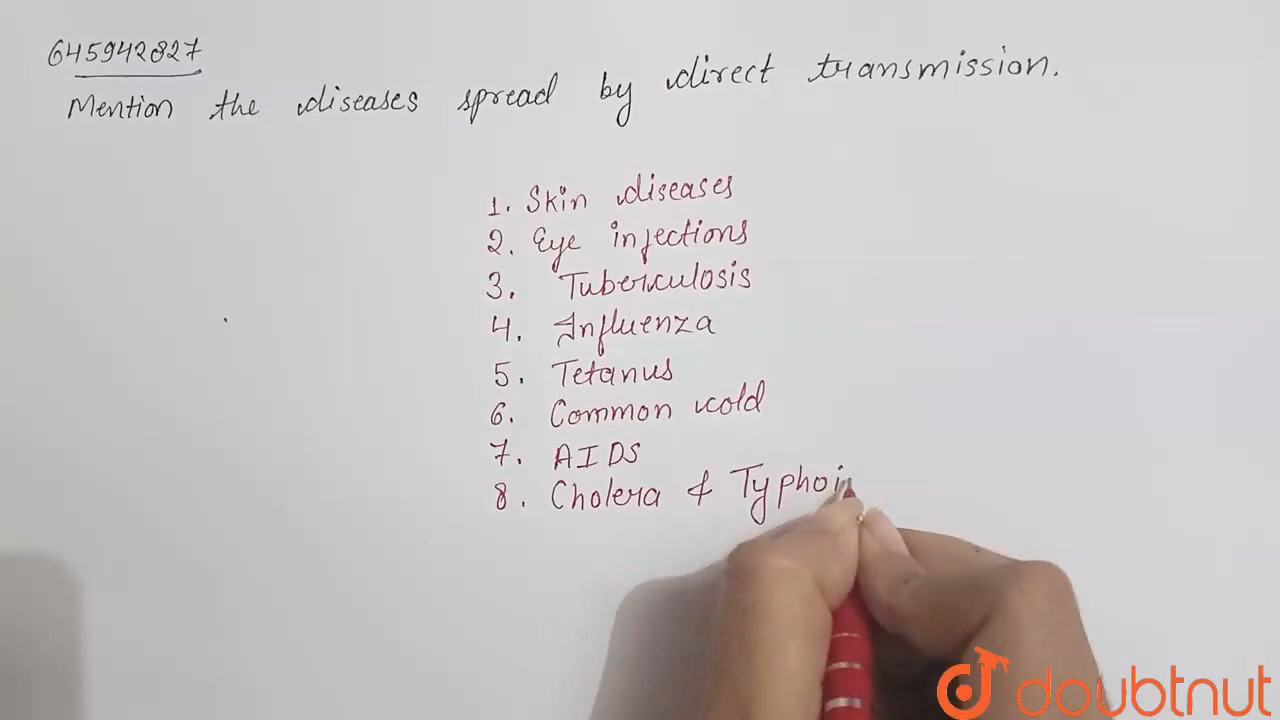 645942827
Mention the diseases spread by direct transmission.
1. Skin diseases
2. Eye infections
3. Tuberculosis
4. Influenza
5. Tetanus
6. Common cold
7. AIDS
8. Cholera & Typhoi
doubtnut